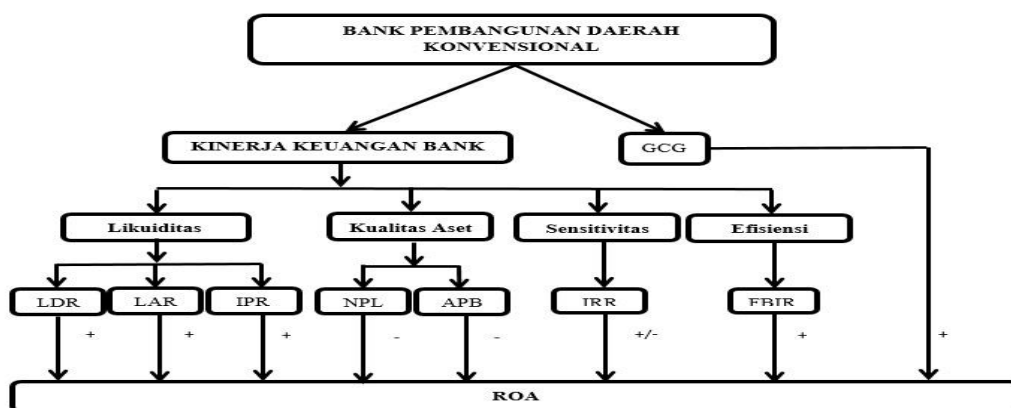 BANK PEMBANGUNAN DAERAH
KONVENSIONAL
KINERJA KEUANGAN BANK
GCG
Likuiditas
Kualitas Aset
Sensitivitas
Efisiensi
LDR
LAR
IPR
NPL
APB
IRR
FBIR
+
+
+
-
-
+/-
+
+
ROA